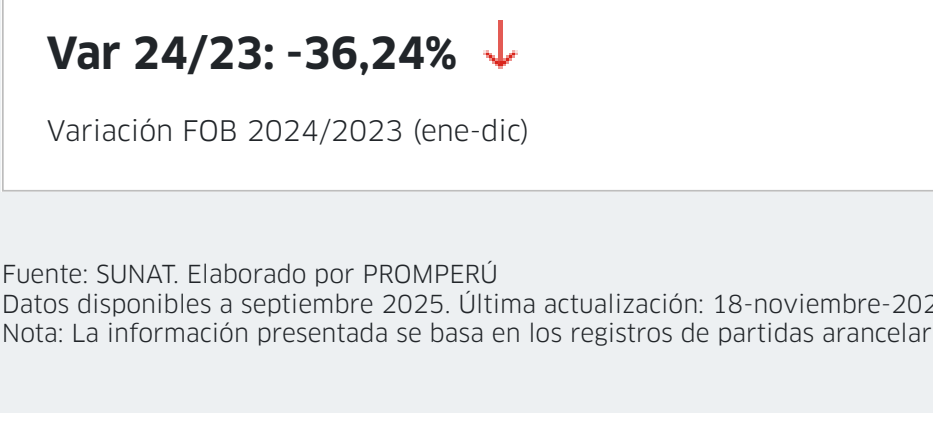 Var 24/23: -36,24%
Variación FOB 2024/2023 (ene-dic)
Fuente: SUNAT. Elaborado por PROMPERÚ
Datos disponibles a septiembre 2025. Última actualización: 18-noviembre-202
Nota: La información presentada se basa en los registros de partidas arancelar